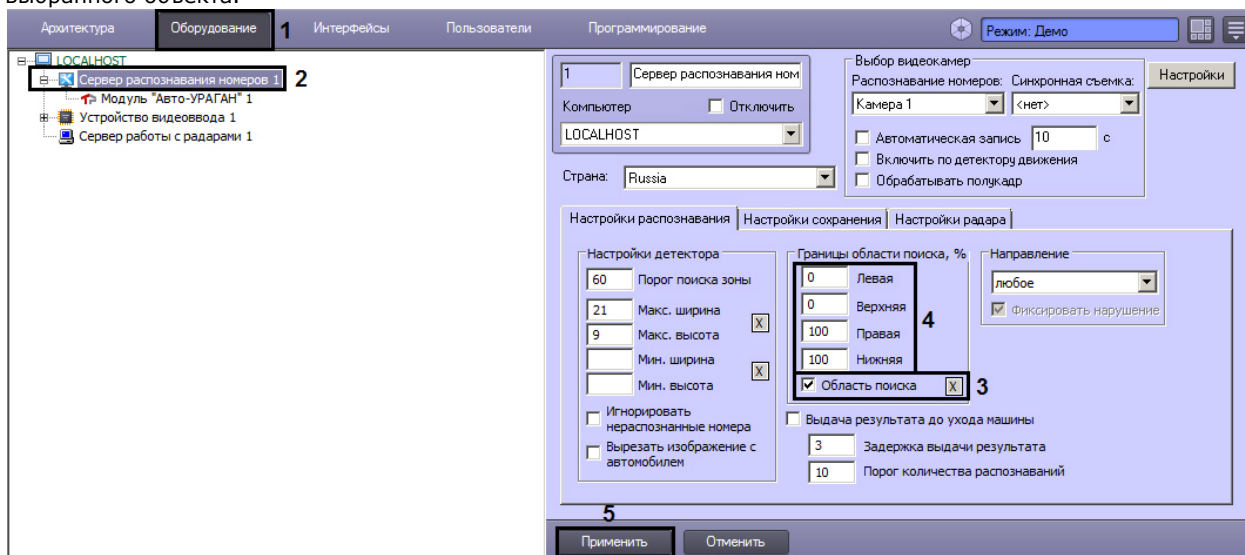 выбранного объекта.
Архитектура Оборудование 1 Интерфейсы Пользователи Программирование Режим: Демо
LOCALHOST
Сервер распознавания номеров 1 2
Модуль "Авто-УРАГАН" 1
Устройство видеоввода 1
Сервер работы с радарами 1
1 Сервер распознавания ном
Компьютер Отключить
LOCALHOST
Страна: Russia
Выбор видеокамер
Распознавание номеров: Синхронная съемка:
Камера 1 <нет>
Автоматическая запись 10 с
Включить по детектору движения
Обрабатывать полукадр
Настройки
Настройки распознавания Настройки сохранения Настройки радара
Настройки детектора
60 Порог поиска зоны
21 Макс. ширина
X
9 Макс. высота
Мин. ширина
X
Мин. высота
Игнорировать
нераспознанные номера
Вырезать изображение с
автомобилем
Границы области поиска, %
0 Левая
0 Верхняя
4
100 Правая
100 Нижняя
Область поиска X 3
Направление
любое
Фиксировать нарушение
Выдача результата до ухода машины
3 Задержка выдачи результата
10 Порог количества распознаваний
5
Применить Отменить